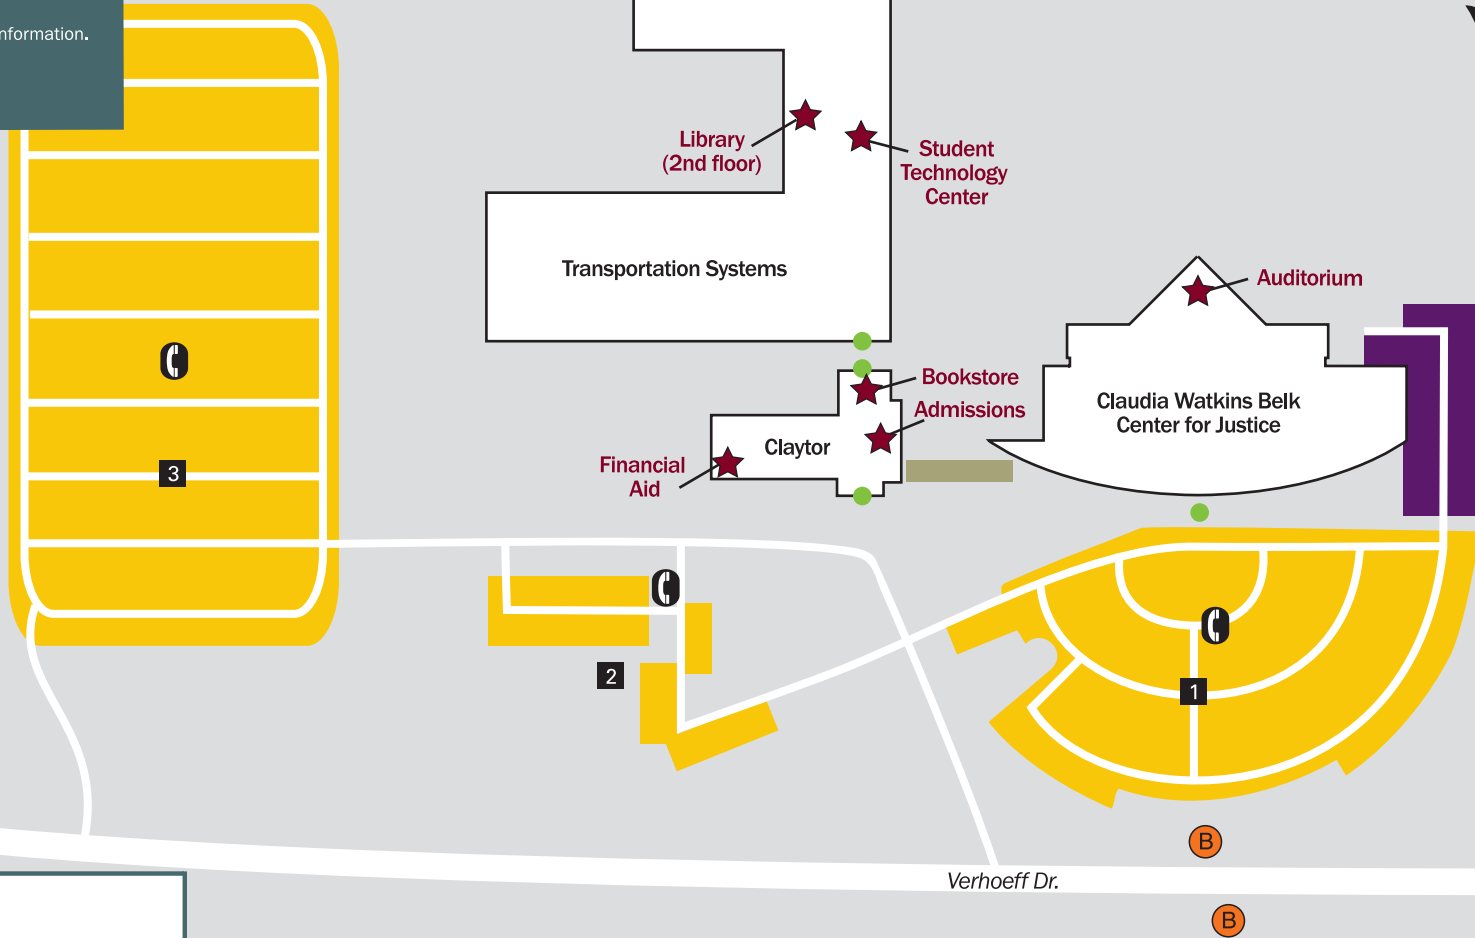 nformation.
Library
(2nd floor)
Student
Technology
Center
Transportation Systems
Auditorium
Bookstore
Admissions
Claudia Watkins Belk
Center for Justice
Claytor
Financial
Aid
3
2
1
B
Verhoeff Dr.
B